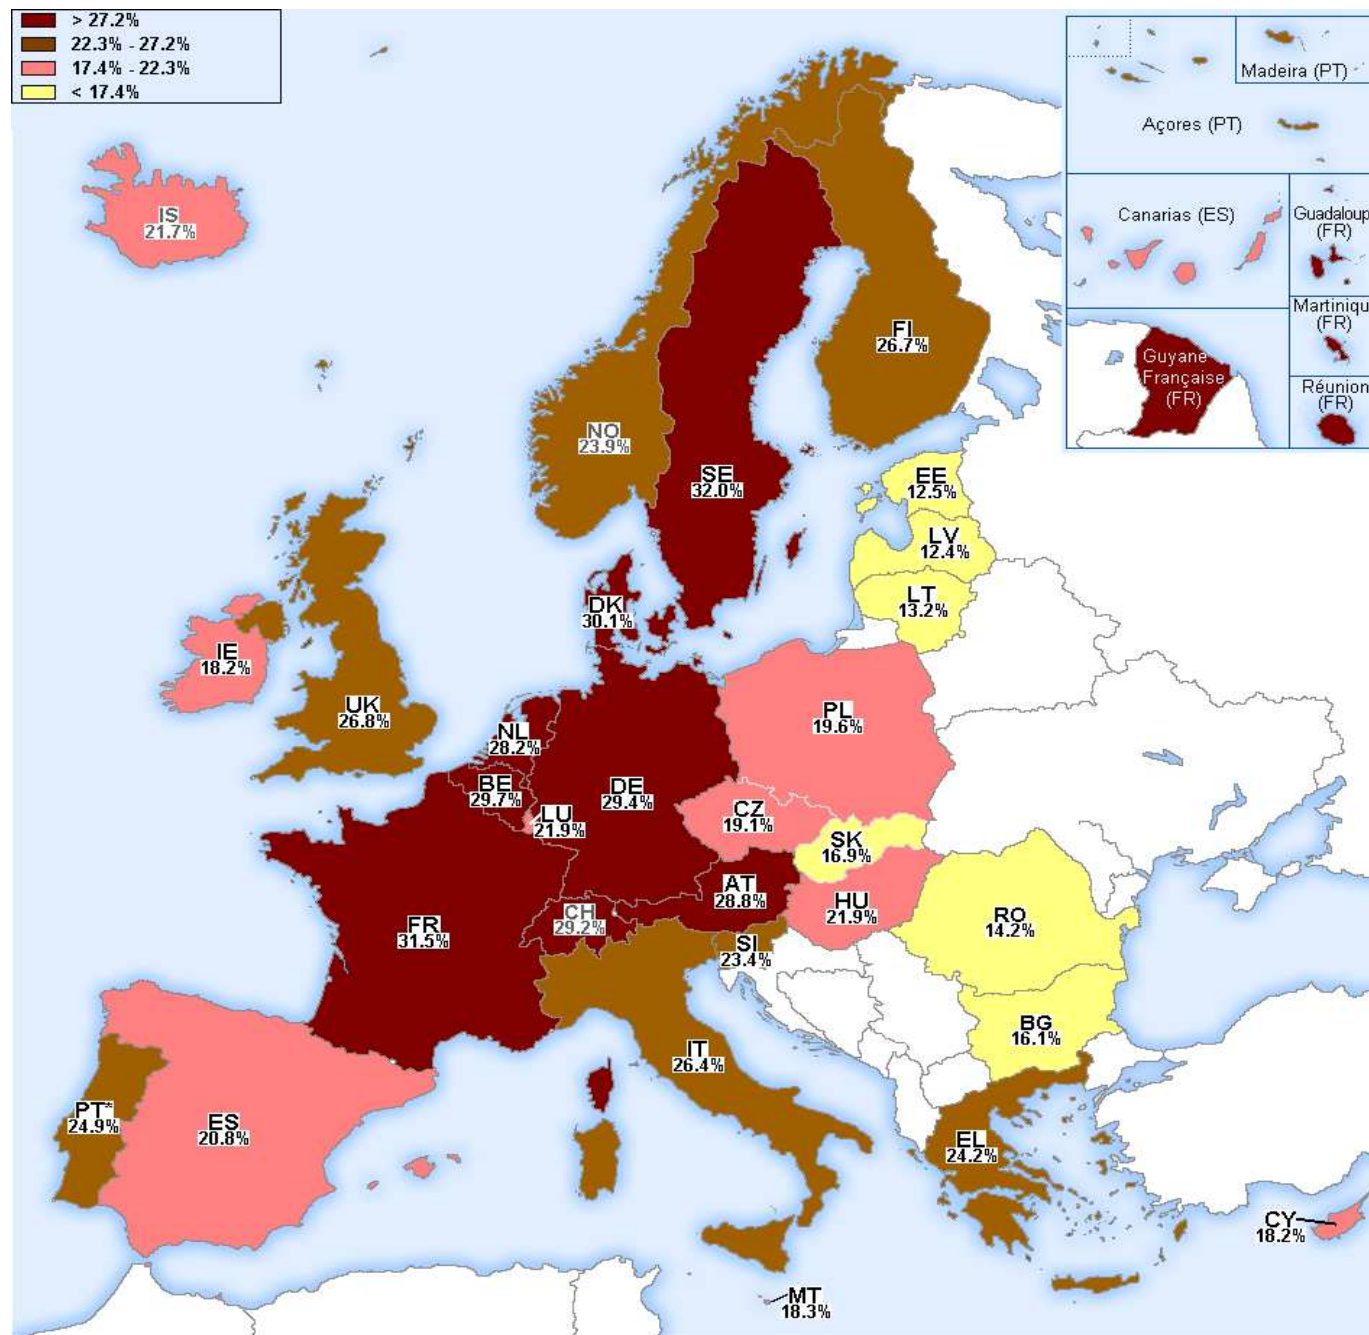 > 27.2%
22.3% - 27.2%
17.4% - 22.3%
< 17.4%
Madeira (PT)
Açores (PT)
Canarias (ES)
Guadaloup
(FR)
Martiniqu
(FR)
Guyane
Française
(FR)
Réunion
(FR)
IS
21.7%
FI
26.7%
NO
23.9%
SE
32.0%
EE
12.5%
LV
12.4%
LT
13.2%
DK
30.1%
IE
18.2%
UK
26.8%
NL
28.2%
PL
19.6%
BE
29.7%
DE
29.4%
LU
21.9%
CZ
19.1%
SK
16.9%
AT
28.8%
HU
21.9%
FR
31.5%
CH
29.2%
SI
23.4%
RO
14.2%
BG
16.1%
IT
26.4%
PT*
24.9%
ES
20.8%
EL
24.2%
CY
18.2%
MT
18.3%